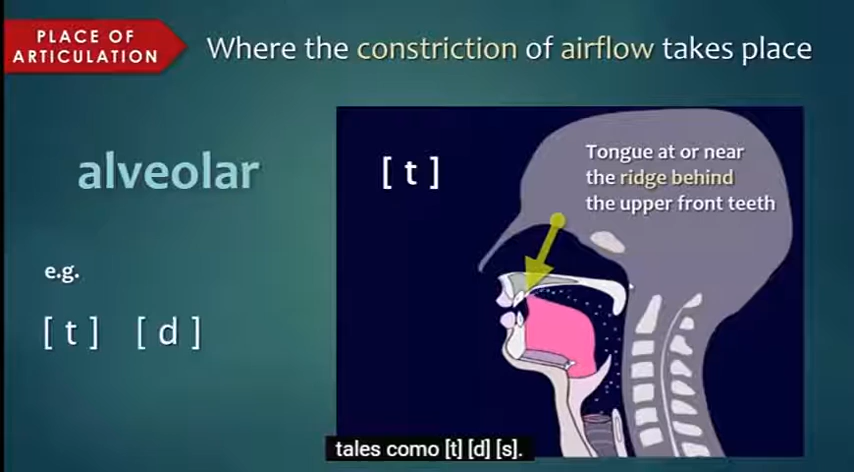 PLACE OF
ARTICULATION
Where the constriction of airflow takes place
alveolar
[ t ]
Tongue at or near
the ridge behind
the upper front teeth
e.g.
[ t ] [ d ]
tales como [t] [d] [s].